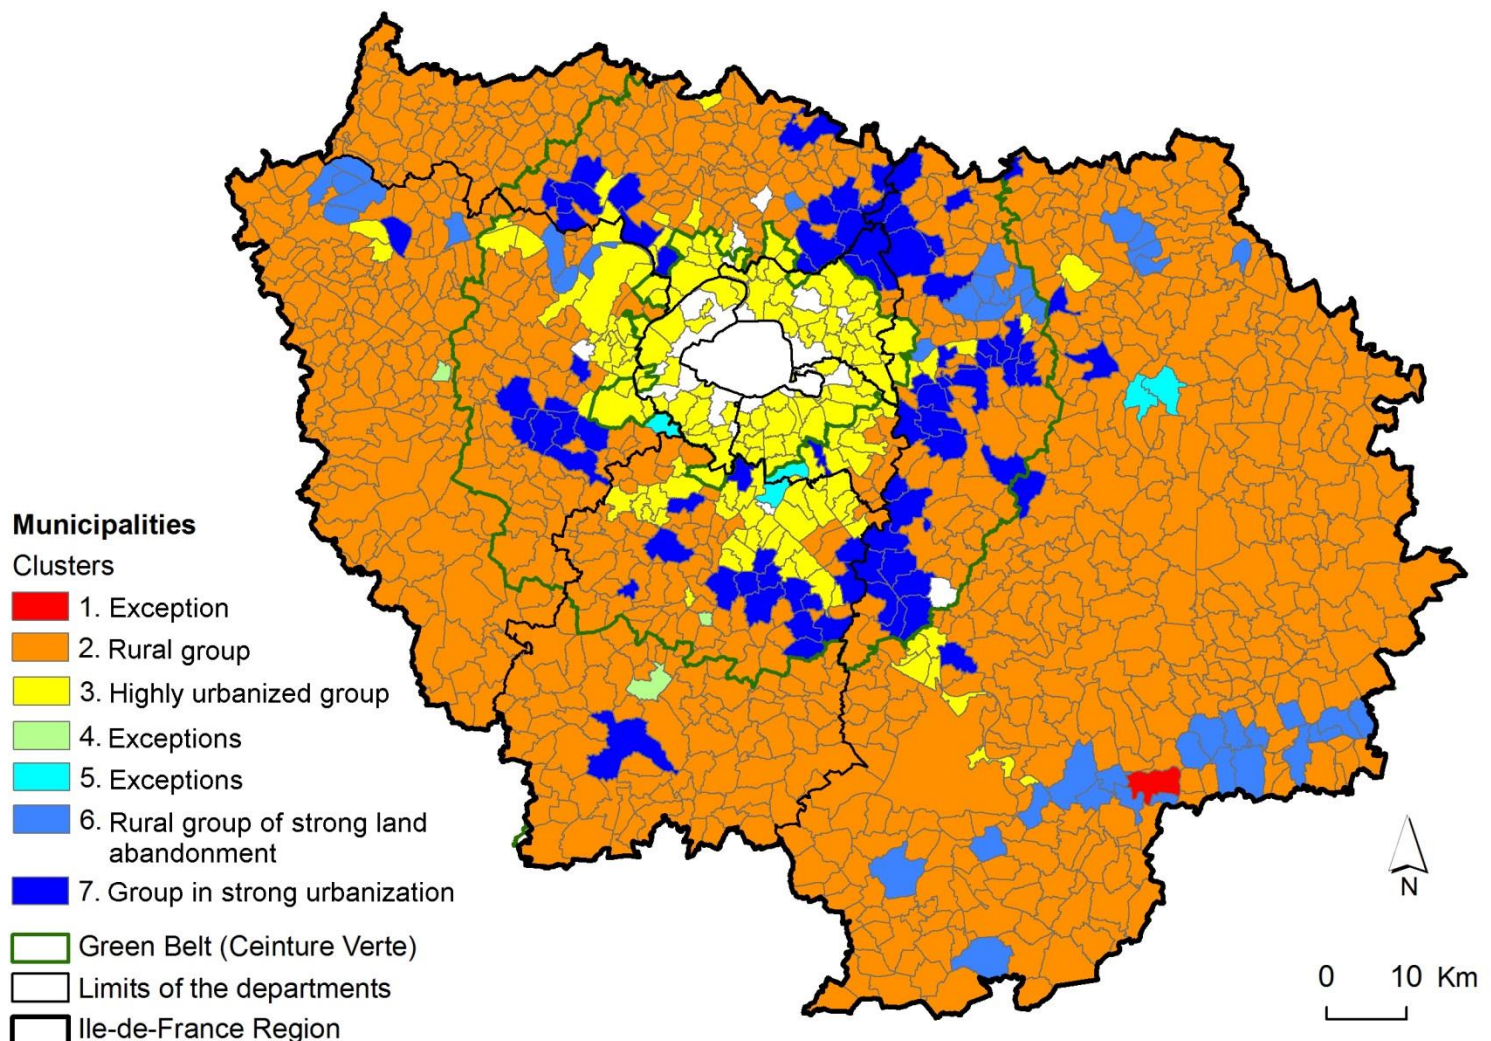 Municipalities
Clusters
1. Exception
2. Rural group
3. Highly urbanized group
4. Exceptions
5. Exceptions
6. Rural group of strong land
abandonment
7. Group in strong urbanization
Green Belt (Ceinture Verte)
Limits of the departments
Ile-de-France Region
N
0 10 Km